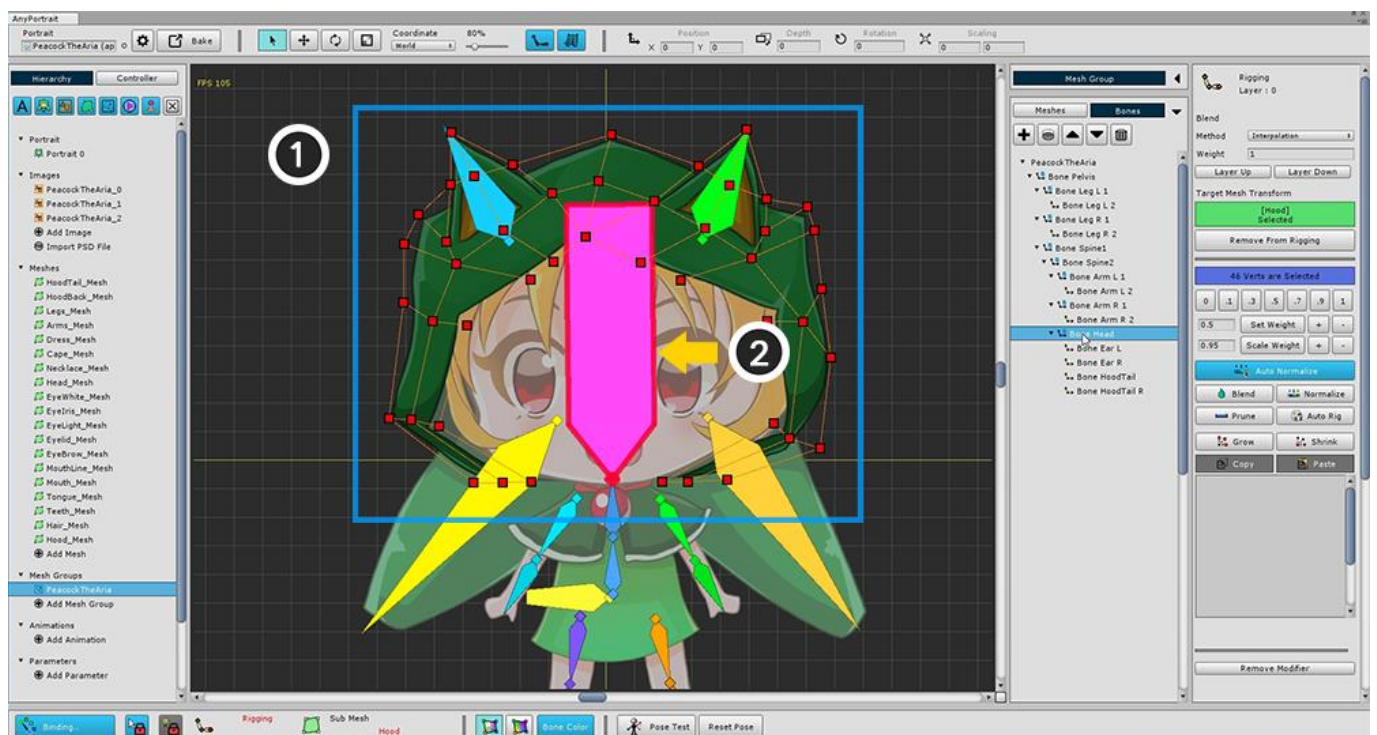 AnyPortrait
Portrait
PeacockTheAria (ap
Bake
Coordinate
World
80%
Position
X 0 Y 0
Depth
0
Rotation
0
Scaling
0 0
Hierarchy Controller
A
Portrait
Portrait 0
Images
PeacockTheAria_0
PeacockTheAria_1
PeacockTheAria_2
Add Image
Import PSD File
Meshes
HoodTail_Mesh
HoodBack_Mesh
Legs_Mesh
Arms_Mesh
Dress_Mesh
Cape_Mesh
Necklace_Mesh
Head_Mesh
EyeWhite_Mesh
EyeIris_Mesh
EyeLight_Mesh
Eyelid_Mesh
EyeBrow_Mesh
MouthLine_Mesh
Mouth_Mesh
Tongue_Mesh
Teeth_Mesh
Hair_Mesh
Hood_Mesh
Add Mesh
Mesh Groups
PeacockTheAria
Add Mesh Group
Animations
Add Animation
Parameters
Add Parameter
FPS 105
1
2
Mesh Group
Meshes Bones
PeacockTheAria
Bone Pelvis
Bone Leg L 1
Bone Leg L 2
Bone Leg R 1
Bone Leg R 2
Bone Spine1
Bone Spine2
Bone Arm L 1
Bone Arm L 2
Bone Arm R 1
Bone Arm R 2
Bone Head
Bone Ear L
Bone Ear R
Bone HoodTail
Bone HoodTail R
Rigging
Layer : 0
Blend
Method Interpolation
Weight 1
Layer Up Layer Down
Target Mesh Transform
[Hood]
Selected
Remove From Rigging
46 Verts are Selected
0 .1 .3 .5 .7 .9 1
0.5 Set Weight + -
0.95 Scale Weight + -
Auto Normalize
Blend Normalize
Prune Auto Rig
Grow Shrink
Copy Paste
Remove Modifier
Binding..
Rigging
Sub Mesh
Hood
Bone Color
Pose Test Reset Pose